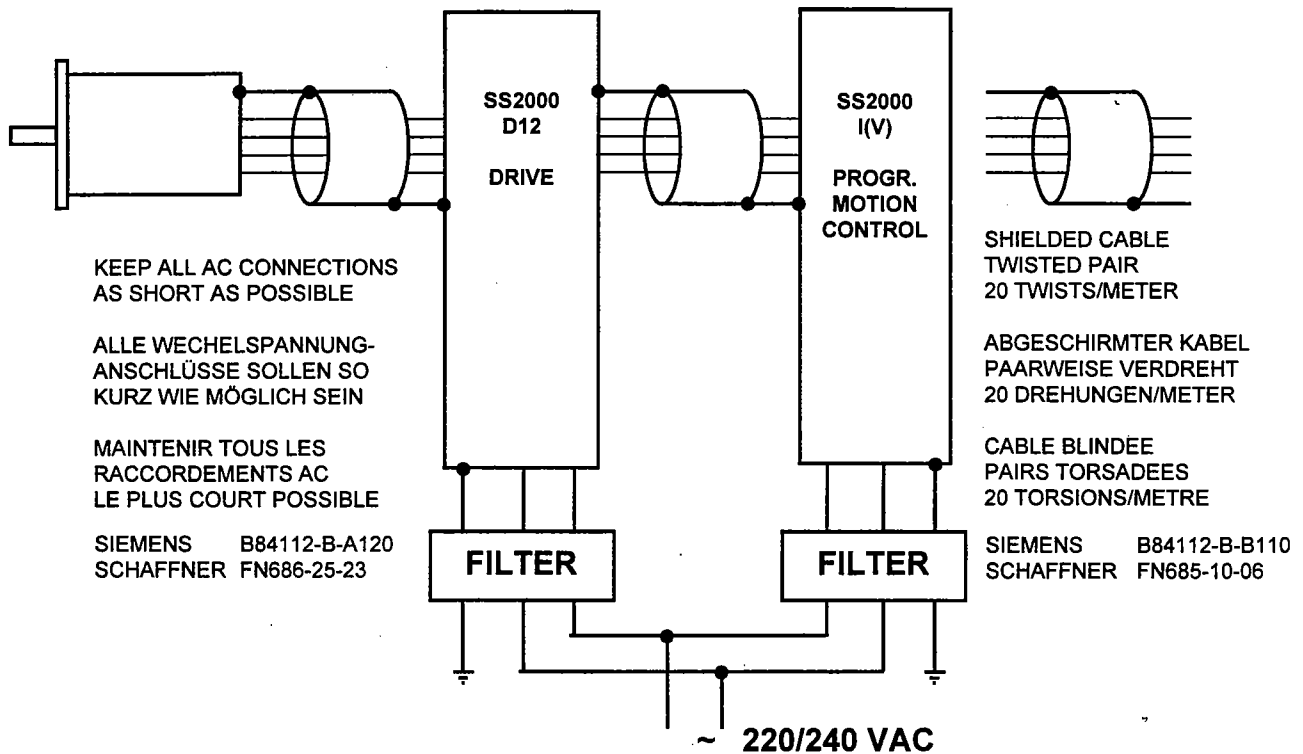 SS2000
D12
DRIVE
SS2000
I(V)
PROGR.
MOTION
CONTROL
KEEP ALL AC CONNECTIONS
AS SHORT AS POSSIBLE
ALLE WECHELSPANNUNG-
ANSCHLÜSSE SOLLEN SO
KURZ WIE MÖGLICH SEIN
MAINTENIR TOUS LES
RACCORDEMENTS AC
LE PLUS COURT POSSIBLE
SIEMENS B84112-B-A120
SCHAFFNER FN686-25-23
SHIELDED CABLE
TWISTED PAIR
20 TWISTS/METER
ABGESCHIRMTER KABEL
PAARWEISE VERDREHT
20 DREHUNGEN/METER
CABLE BLINDEE
PAIRS TORSADEES
20 TORSIONS/METRE
SIEMENS B84112-B-B110
SCHAFFNER FN685-10-06
FILTER
FILTER
~ 220/240 VAC